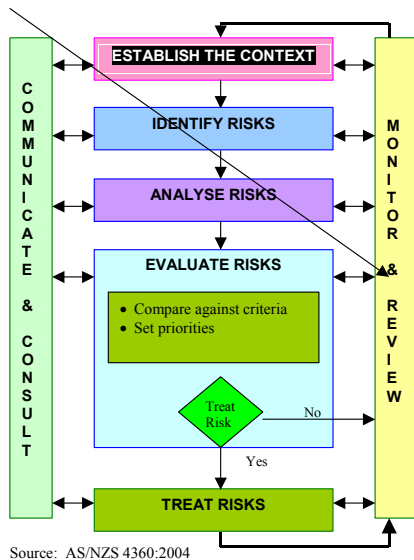 ESTABLISH THE CONTEXT
COMMUNICATE & CONSULT
MONITOR & REVIEW
IDENTIFY RISKS
ANALYSE RISKS
EVALUATE RISKS
• Compare against criteria
• Set priorities
Treat
Risk
No
Yes
TREAT RISKS
Source: AS/NZS 4360:2004